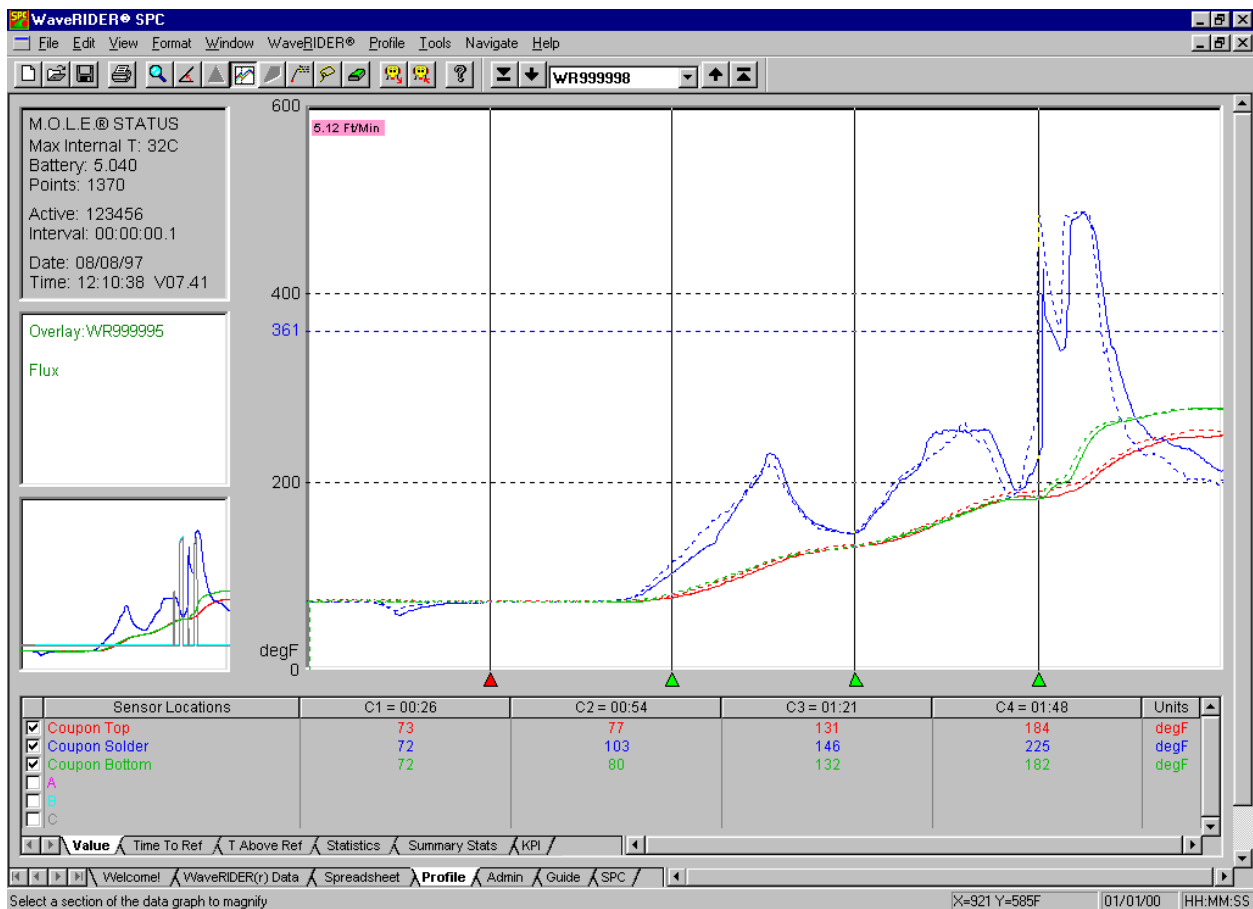 SPC WaveRIDER® SPC
File Edit View Format Window WaveRIDER® Profile Tools Navigate Help
WR999998
M.O.L.E.® STATUS
Max Internal T: 32C
Battery: 5.040
Points: 1370
Active: 123456
Interval: 00:00:00.1
Date: 08/08/97
Time: 12:10:38 V07.41
Overlay:WR999995
Flux
600
5.12 Ft/Min
400
361
200
degF
0
Sensor Locations C1 = 00:26 C2 = 00:54 C3 = 01:21 C4 = 01:48 Units
Coupon Top 73 77 131 184 degF
Coupon Solder 72 103 146 225 degF
Coupon Bottom 72 80 132 182 degF
A
B
C
Value Time To Ref T Above Ref Statistics Summary Stats KPI
Welcome! WaveRIDER(r) Data Spreadsheet Profile Admin Guide SPC
Select a section of the data graph to magnify X=921 Y=585F 01/01/00 HH:MM:SS